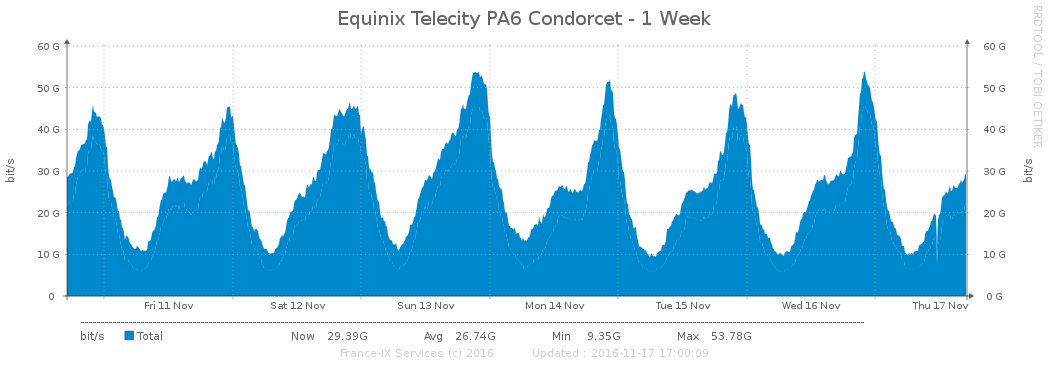 Equinix Telecity PA6 Condorcet - 1 Week
RRDTOOL / TOBI OETIKER
60 G 60 G
50 G 50 G
40 G 40 G
30 G 30 G
20 G 20 G
10 G 10 G
0 0 G
bit/s
bit/s
Fri 11 Nov Sat 12 Nov Sun 13 Nov Mon 14 Nov Tue 15 Nov Wed 16 Nov Thu 17 Nov
bit/s Total Now 29.39G Avg 26.74G Min 9.35G Max 53.78G
France-IX Services (c) 2016 Updated : 2016-11-17 17:00:09